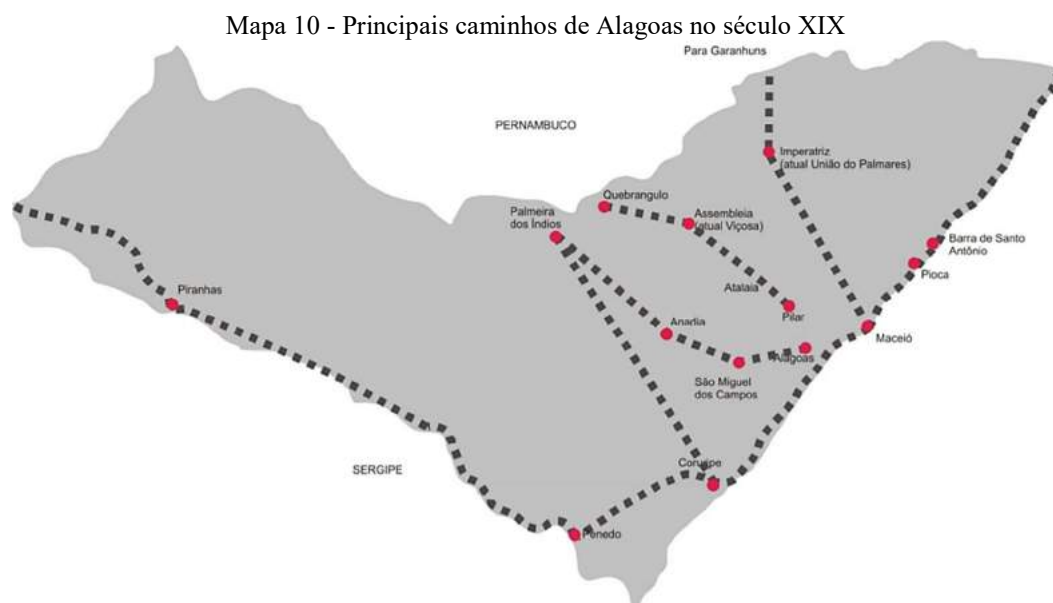 Mapa 10 - Principais caminhos de Alagoas no século XIX
Para Garanhuns
PERNAMBUCO
Imperatriz
(atual União do Palmares)
Quebrangulo
Palmeira
dos Índios
Assembleia
(atual Viçosa)
Barra de Santo
Antônio
Pioca
Piranhas
Atalaia
Pilar
Anadia
Maceió
Alagoas
São Miguel
dos Campos
Coruripe
SERGIPE
Penedo